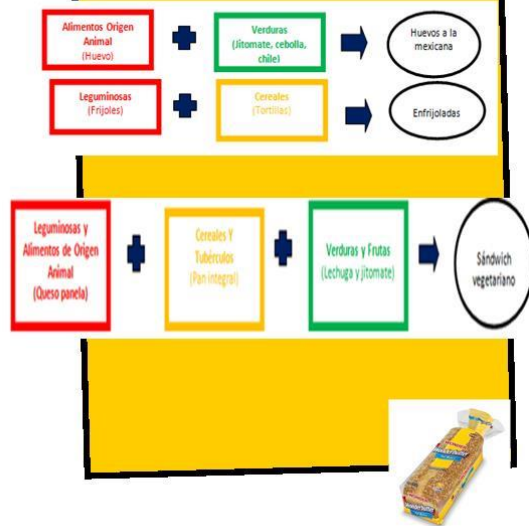 Alimentos Origen
Animal
(Huevo)
Verduras
(Jitomate, cebolla,
chile)
Huevos a la
mexicana
Leguminosas
(Frijoles)
Cereales
(Tortillas)
Enfrijoladas
Leguminosas y
Alimentos de Origen
Animal
(Queso panela)
Cereales Y
Tubérculos
(Pan integral)
Verduras y Frutas
(Lechuga y jitomate)
Sándwich
vegetariano